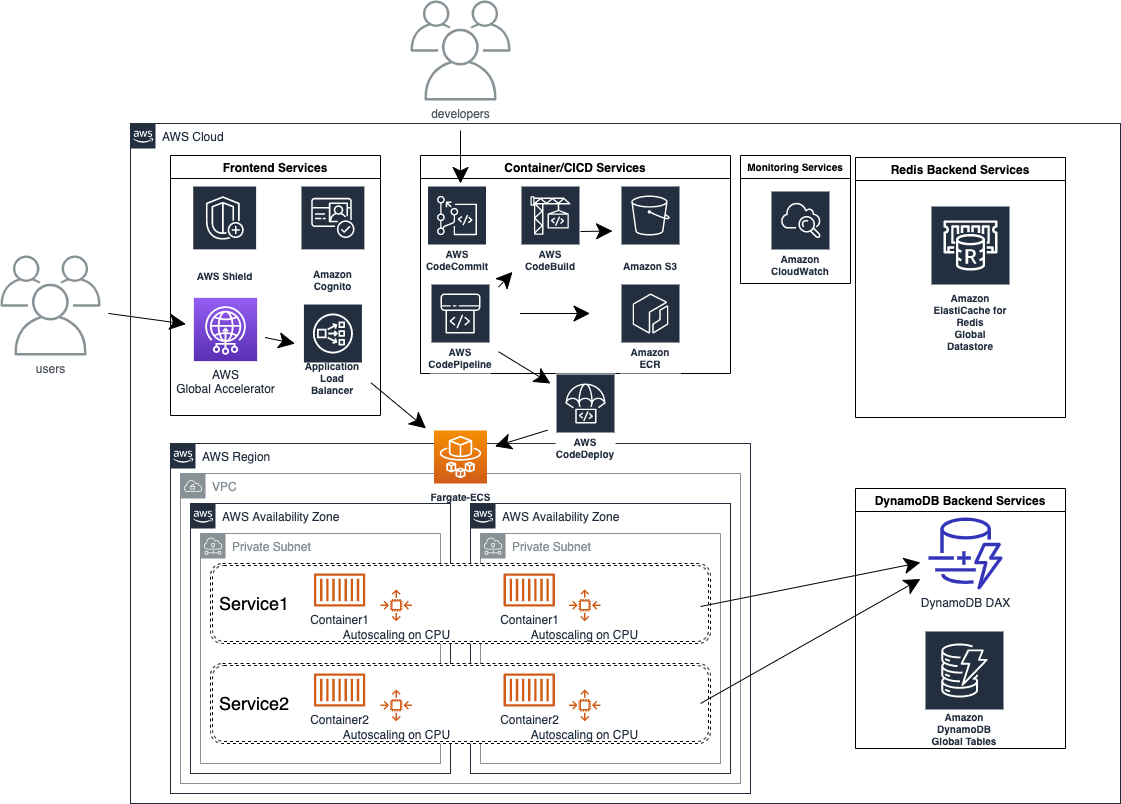 developers
aws
AWS Cloud
Frontend Services
AWS Shield
Amazon
Cognito
AWS
Global Accelerator
Application
Load
Balancer
users
Container/CICD Services
AWS
CodeCommit
AWS
CodeBuild
Amazon S3
AWS
CodePipeline
Amazon
ECR
AWS
CodeDeploy
Monitoring Services
Amazon
CloudWatch
Redis Backend Services
R
Amazon
ElastiCache for
Redis
Global
Datastore
aws
AWS Region
Fargate-ECS
VPC
aws
AWS Availability Zone
aws
AWS Availability Zone
Private Subnet
Private Subnet
Service1
Container1
Autoscaling on CPU
Container1
Autoscaling on CPU
Service2
Container2
Autoscaling on CPU
Container2
Autoscaling on CPU
DynamoDB Backend Services
DynamoDB DAX
Amazon
DynamoDB
Global Tables